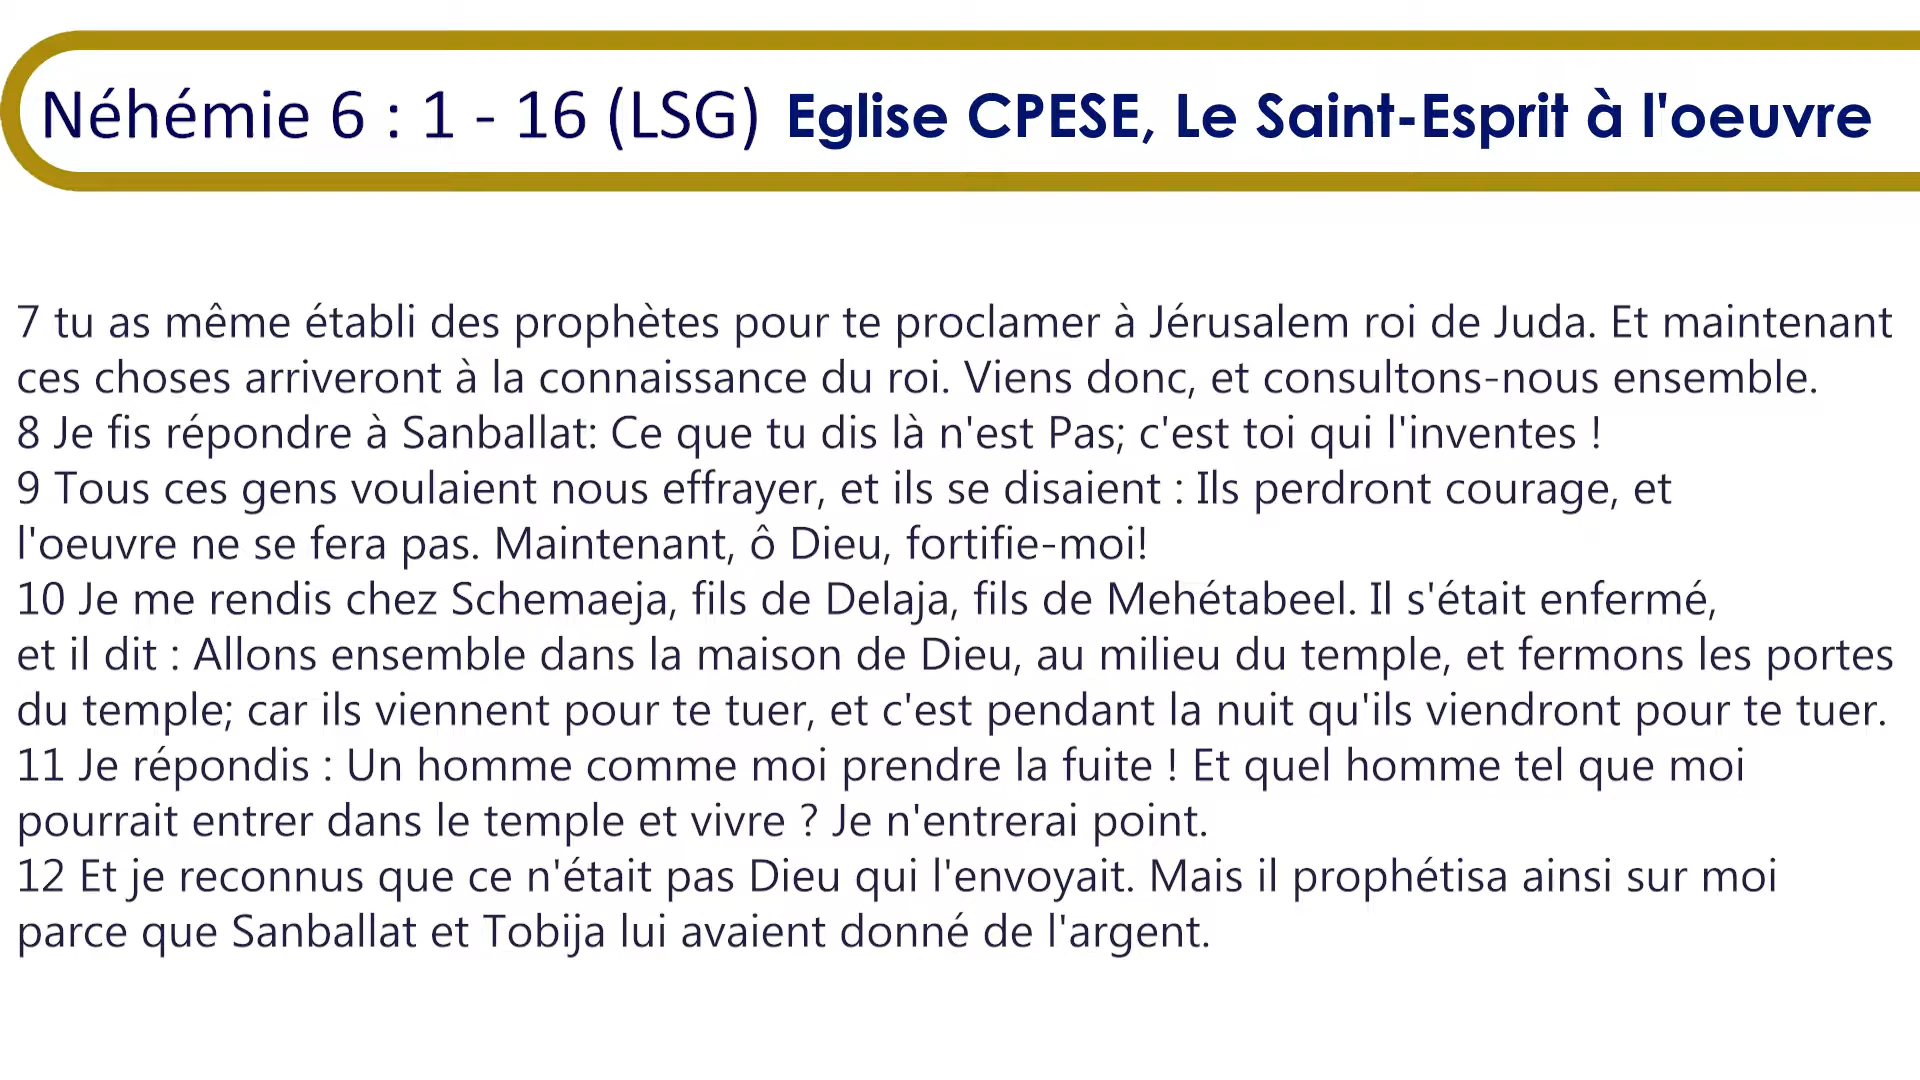 Néhémie 6 : 1 - 16 (LSG) Eglise CPESE, Le Saint-Esprit à l'oeuvre
7 tu as même établi des prophètes pour te proclamer à Jérusalem roi de Juda. Et maintenant
ces choses arriveront à la connaissance du roi. Viens donc, et consultons-nous ensemble.
8 Je fis répondre à Sanballat: Ce que tu dis là n'est Pas; c'est toi qui l'inventes !
9 Tous ces gens voulaient nous effrayer, et ils se disaient : Ils perdront courage, et
l'oeuvre ne se fera pas. Maintenant, ô Dieu, fortifie-moi!
10 Je me rendis chez Schemaeja, fils de Delaja, fils de Mehétabeel. Il s'était enfermé,
et il dit : Allons ensemble dans la maison de Dieu, au milieu du temple, et fermons les portes
du temple; car ils viennent pour te tuer, et c'est pendant la nuit qu'ils viendront pour te tuer.
11 Je répondis : Un homme comme moi prendre la fuite ! Et quel homme tel que moi
pourrait entrer dans le temple et vivre ? Je n'entrerai point.
12 Et je reconnus que ce n'était pas Dieu qui l'envoyait. Mais il prophétisa ainsi sur moi
parce que Sanballat et Tobija lui avaient donné de l'argent.